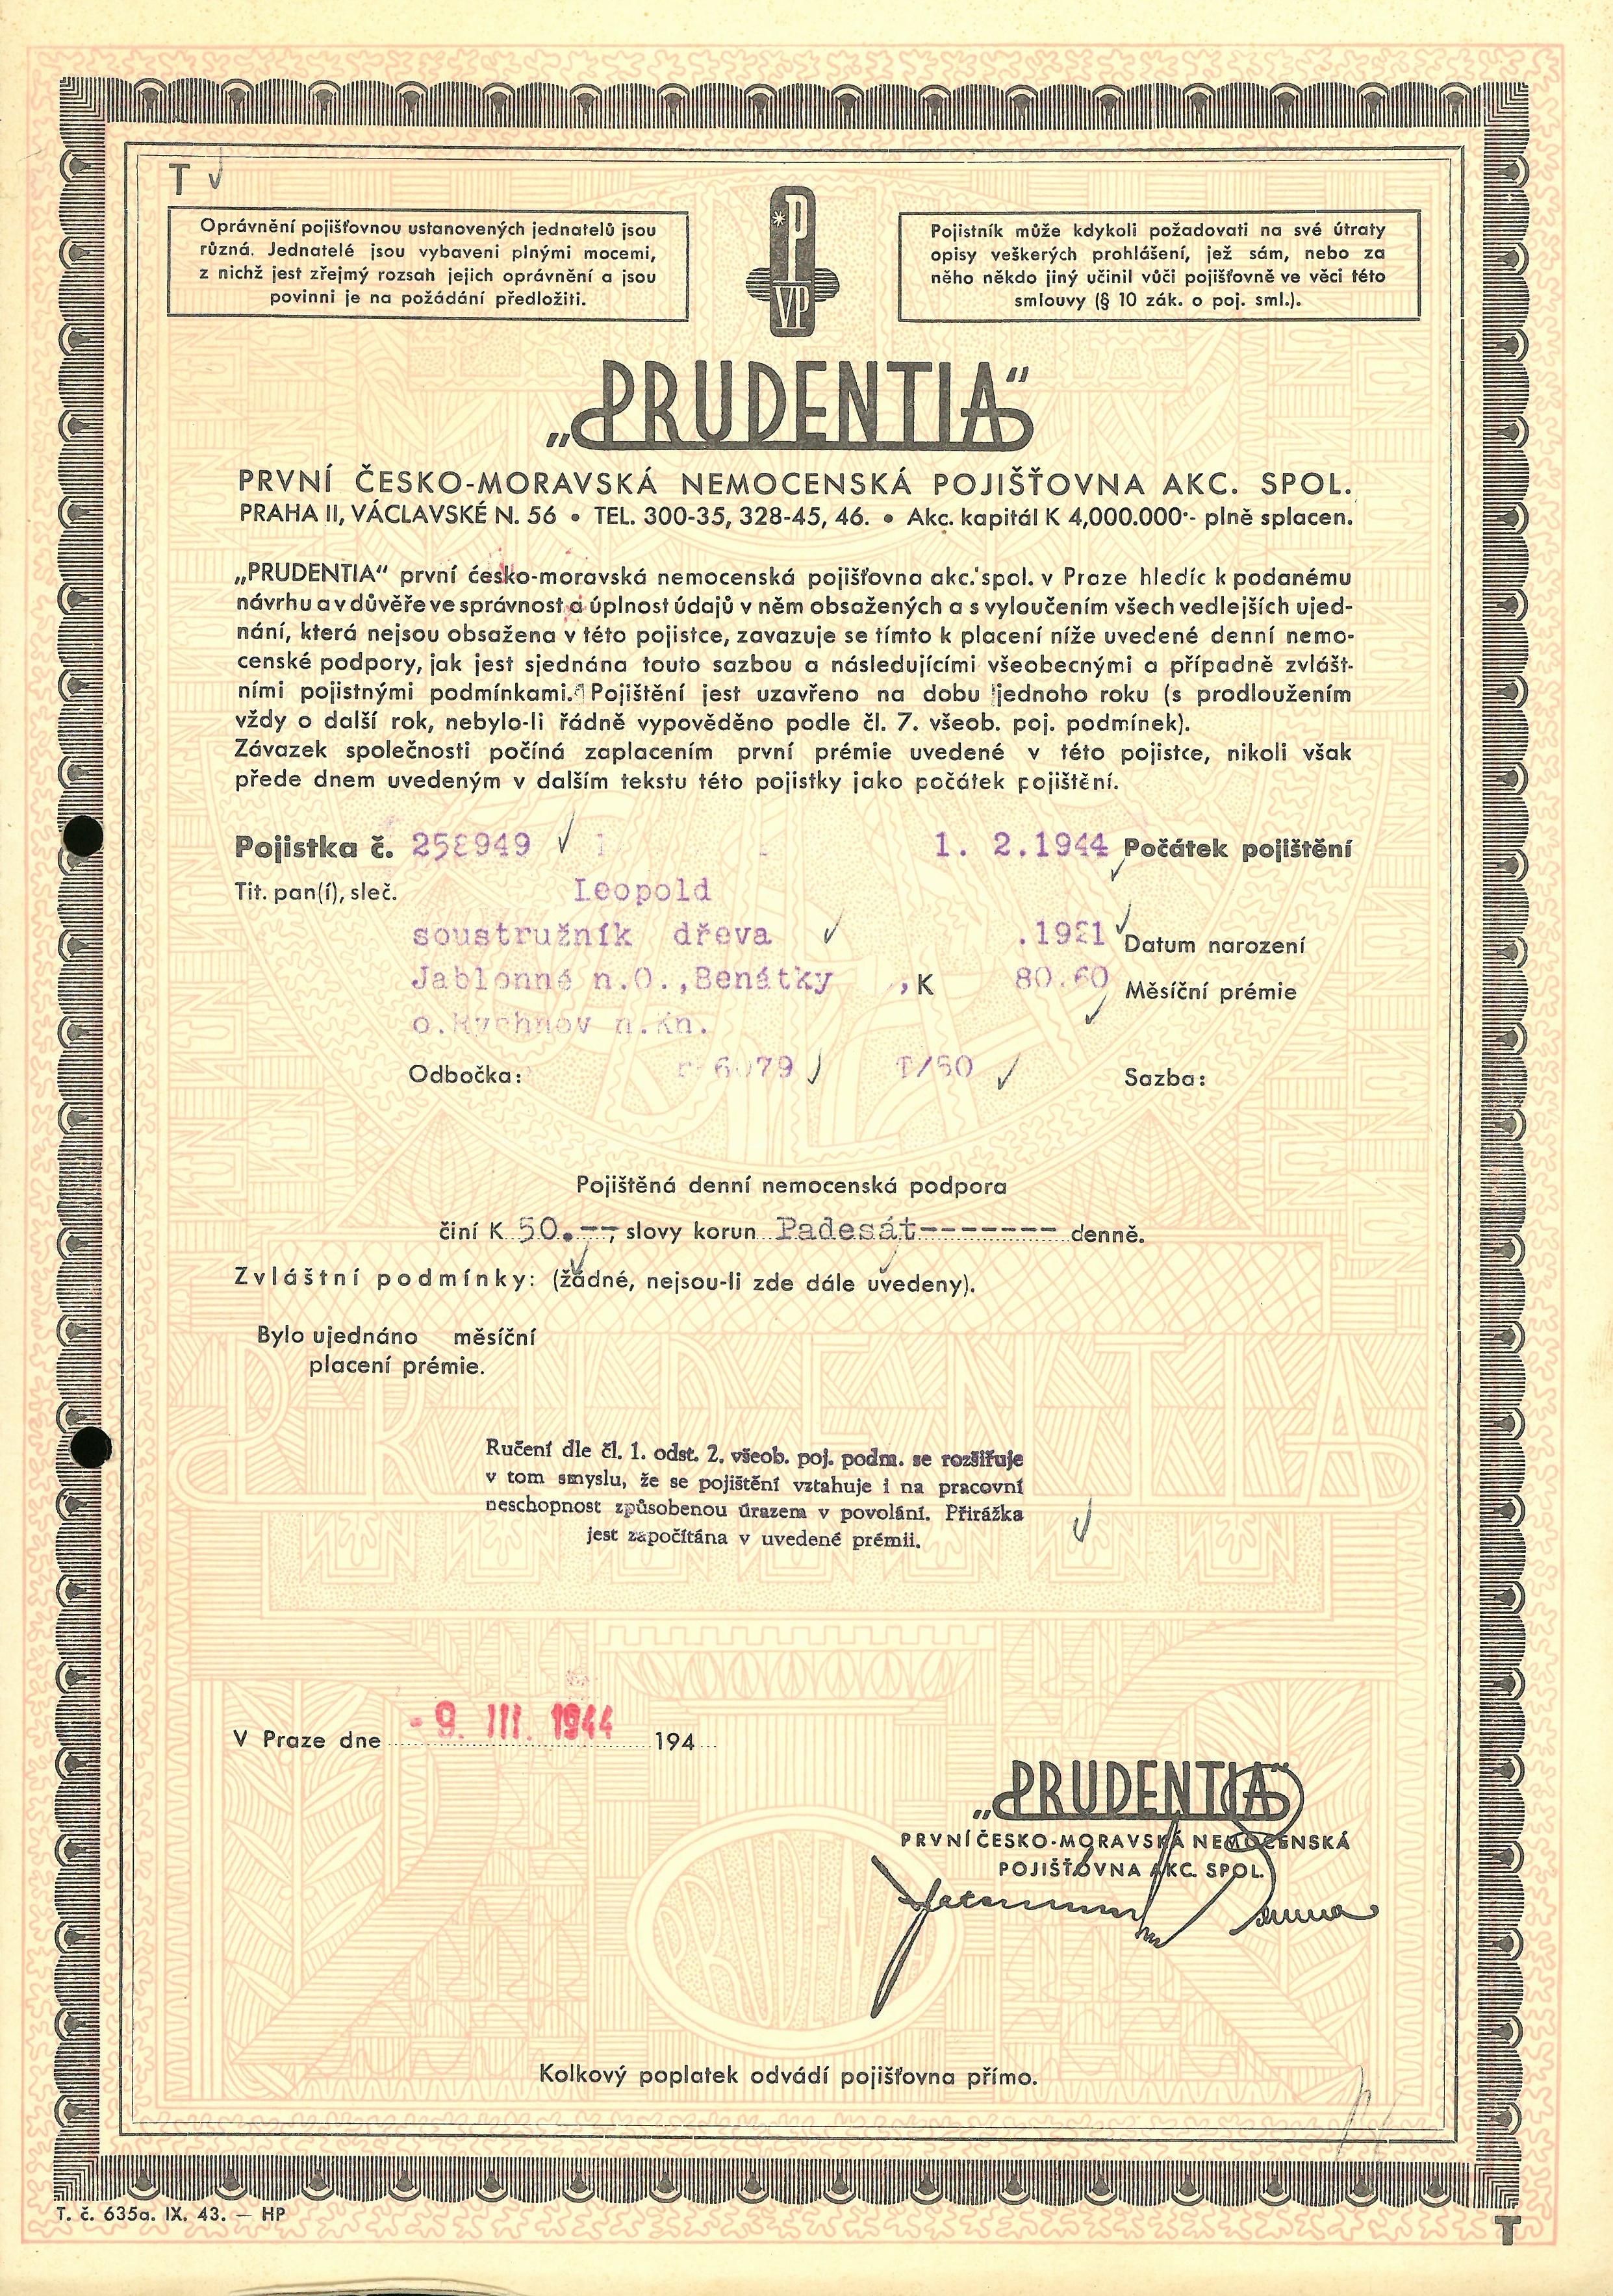 T
Oprávnění pojišťovnou ustanovených jednatelů jsou
různá. Jednatelé jsou vybaveni plnými mocemi,
z nichž jest zřejmý rozsah jejich oprávnění a jsou
povinni je na požádání předložiti.
P
VP
Pojistník může kdykoli požadovati na své útraty
opisy veškerých prohlášení, jež sám, nebo za
něho někdo jiný učinil vůči pojišťovně ve věci této
smlouvy (§ 10 zák. o poj. sml.).
„PRUDENTIA“
PRVNÍ ČESKO-MORAVSKÁ NEMOCENSKÁ POJIŠŤOVNA AKC. SPOL.
PRAHA II, VÁCLAVSKÉ N. 56 • TEL. 300-35, 328-45, 46. • Akc. kapitál K 4,000.000·- plně splacen.
„PRUDENTIA“ první česko-moravská nemocenská pojišťovna akc. spol. v Praze hledíc k podanému
návrhu a v důvěře ve správnost a úplnost údajů v něm obsažených a s vyloučením všech vedlejších ujed-
nání, která nejsou obsažena v této pojistce, zavazuje se tímto k placení níže uvedené denní nemo-
censké podpory, jak jest sjednána touto sazbou a následujícími všeobecnými a případně zvlášt-
ními pojistnými podmínkami. Pojištění jest uzavřeno na dobu jednoho roku (s prodloužením
vždy o další rok, nebylo-li řádně vypověděno podle čl. 7. všeob. poj. podmínek).
Závazek společnosti počíná zaplacením první prémie uvedené v této pojistce, nikoli však
přede dnem uvedeným v dalším textu této pojistky jako počátek pojištění.
Pojistka č. 258949 1. 2.1944 Počátek pojištění
Tit. pan(í), sleč. Leopold
soustružník dřeva .1921 Datum narození
Jablonné n.O.,Benátky , K 80.60 Měsíční prémie
o.Rychnov n.Kn.
Odbočka: 6079 T/50 Sazba:
Pojištěná denní nemocenská podpora
činí K 50.--, slovy korun Padesát-------- denně.
Zvláštní podmínky: (žádné, nejsou-li zde dále uvedeny).
Bylo ujednáno měsíční
placení prémie.
Ručení dle čl. 1. odst. 2. všeob. poj. podm. se rozšiřuje
v tom smyslu, že se pojištění vztahuje i na pracovní
neschopnost způsobenou úrazem v povolání. Přirážka
jest započítána v uvedené prémii.
PRUDENTIA
V Praze dne - 9. III. 1944 194
„PRUDENTIA“
PRVNÍ ČESKO-MORAVSKÁ NEMOCENSKÁ
POJIŠŤOVNA AKC. SPOL.
Kolkový poplatek odvádí pojišťovna přímo.
T. č. 635a. IX. 43. — HP
T